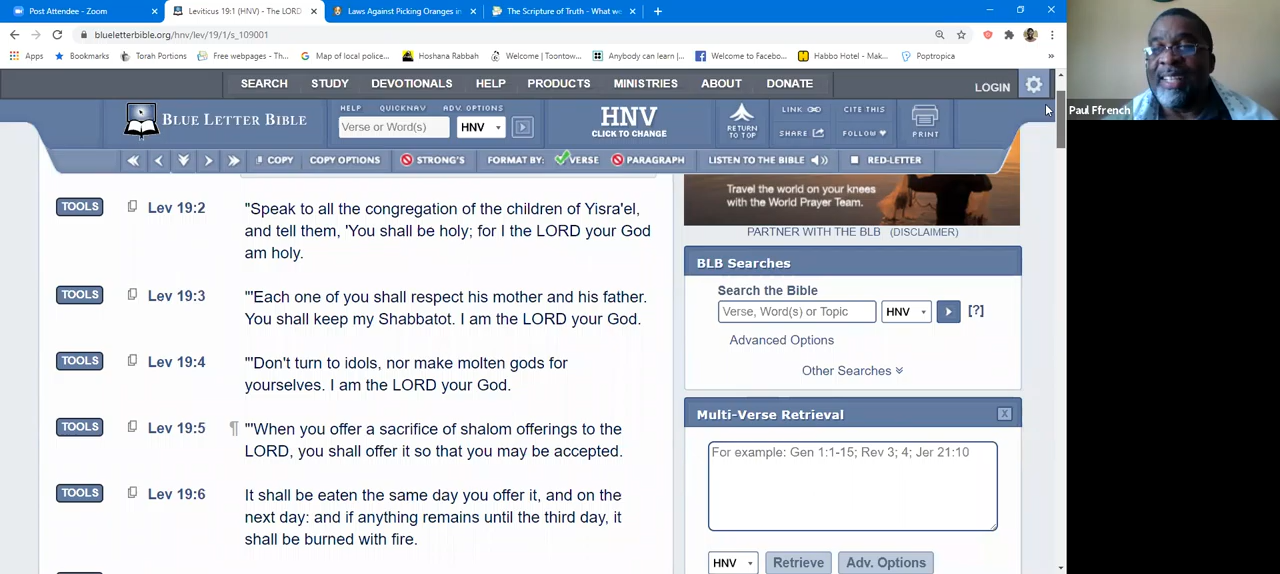 Post Attendee - Zoom
Leviticus 19:1 (HNV) - The LORD
Laws Against Picking Oranges in
The Scripture of Truth - What we
blueletterbible.org/hnv/lev/19/1/s_109001
Apps
Bookmarks
Torah Portions
Free webpages - Th...
Map of local police...
Hoshana Rabbah
Welcome | Toontow...
Anybody can learn |...
Welcome to Facebo...
Habbo Hotel - Mak...
Poptropica
SEARCH
STUDY
DEVOTIONALS
HELP
PRODUCTS
MINISTRIES
ABOUT
DONATE
LOGIN
BLUE LETTER BIBLE
HELP
QUICKNAV
ADV. OPTIONS
Verse or Word(s)
HNV
HNV
CLICK TO CHANGE
RETURN
TO TOP
LINK
CITE THIS
SHARE
FOLLOW
PRINT
COPY
COPY OPTIONS
STRONG'S
FORMAT BY:
VERSE
PARAGRAPH
LISTEN TO THE BIBLE
RED-LETTER
TOOLS
Lev 19:2
"Speak to all the congregation of the children of Yisra'el,
and tell them, 'You shall be holy; for I the LORD your God
am holy.
TOOLS
Lev 19:3
"'Each one of you shall respect his mother and his father.
You shall keep my Shabbatot. I am the LORD your God.
TOOLS
Lev 19:4
"'Don't turn to idols, nor make molten gods for
yourselves. I am the LORD your God.
TOOLS
Lev 19:5
¶ "'When you offer a sacrifice of shalom offerings to the
LORD, you shall offer it so that you may be accepted.
TOOLS
Lev 19:6
It shall be eaten the same day you offer it, and on the
next day: and if anything remains until the third day, it
shall be burned with fire.
Travel the world on your knees
with the World Prayer Team.
PARTNER WITH THE BLB (DISCLAIMER)
BLB Searches
Search the Bible
Verse, Word(s) or Topic
HNV
[?]
Advanced Options
Other Searches
Multi-Verse Retrieval
X
For example: Gen 1:1-15; Rev 3; 4; Jer 21:10
HNV
Retrieve
Adv. Options
Paul Ffrench